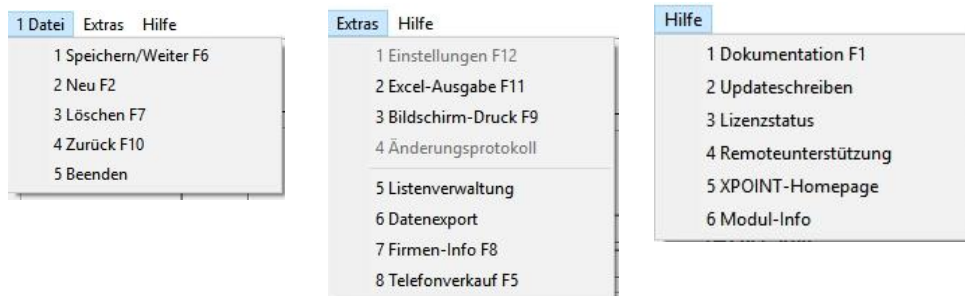 1 Datei Extras Hilfe
1 Speichern/Weiter F6
2 Neu F2
3 Löschen F7
4 Zurück F10
5 Beenden
Extras Hilfe
1 Einstellungen F12
2 Excel-Ausgabe F11
3 Bildschirm-Druck F9
4 Änderungsprotokoll
5 Listenverwaltung
6 Datenexport
7 Firmen-Info F8
8 Telefonverkauf F5
Hilfe
1 Dokumentation F1
2 Updateschreiben
3 Lizenzstatus
4 Remoteunterstützung
5 XPOINT-Homepage
6 Modul-Info